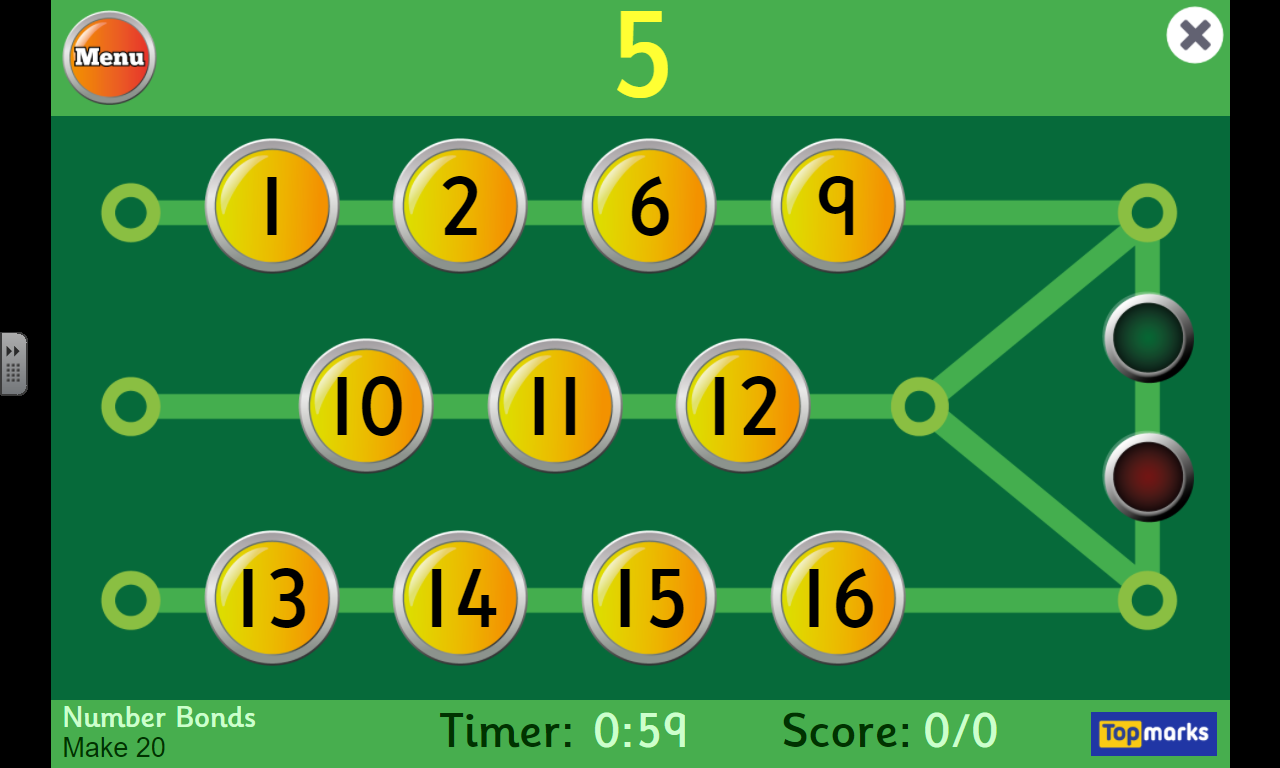 Menu
5
1 2 6 9
10 11 12
13 14 15 16
Number Bonds
Make 20
Timer: 0:59
Score: 0/0
Topmarks